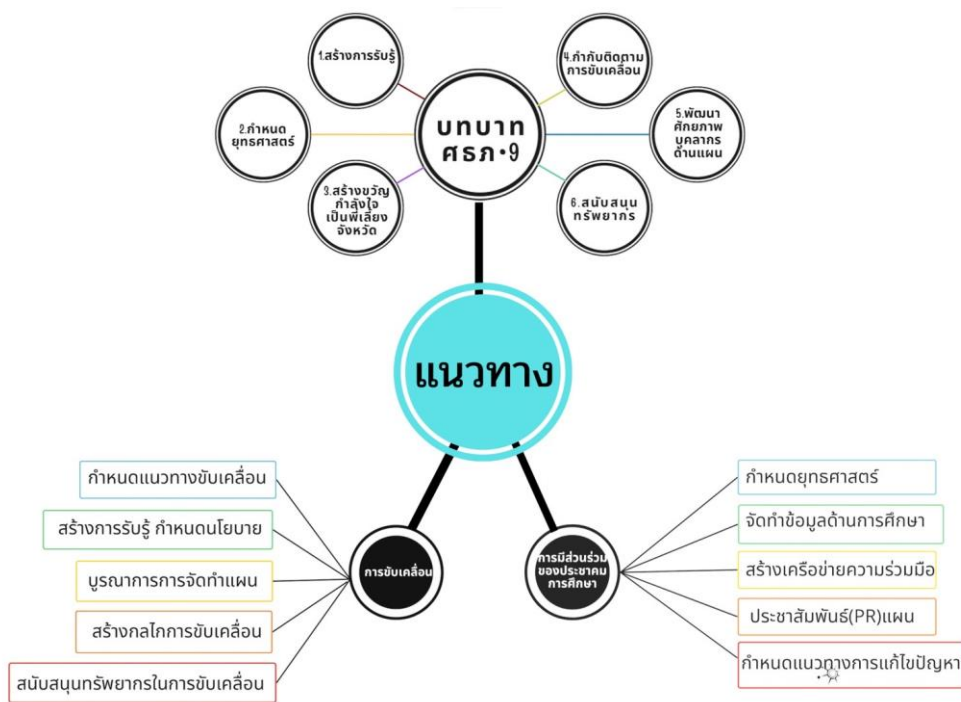 1.สร้างการรับรู้
4.กำกับติดตาม
การขับเคลื่อน
2.กำหนด
ยุทธศาสตร์
บทบาท
ศธภ.9
5.พัฒนา
ศักยภาพ
บุคลากร
ด้านแผน
3.สร้างขวัญ
กำลังใจ
เป็นพี่เลี้ยง
จังหวัด
6.สนับสนุน
ทรัพยากร
แนวทาง
กำหนดแนวทางขับเคลื่อน
สร้างการรับรู้ กำหนดนโยบาย
บูรณาการการจัดทำแผน
สร้างกลไกการขับเคลื่อน
สนับสนุนทรัพยากรในการขับเคลื่อน
การขับเคลื่อน
การมีส่วนร่วม
ของประชาคม
การศึกษา
กำหนดยุทธศาสตร์
จัดทำข้อมูลด้านการศึกษา
สร้างเครือข่ายความร่วมมือ
ประชาสัมพันธ์(PR)แผน
กำหนดแนวทางการแก้ไขปัญหา